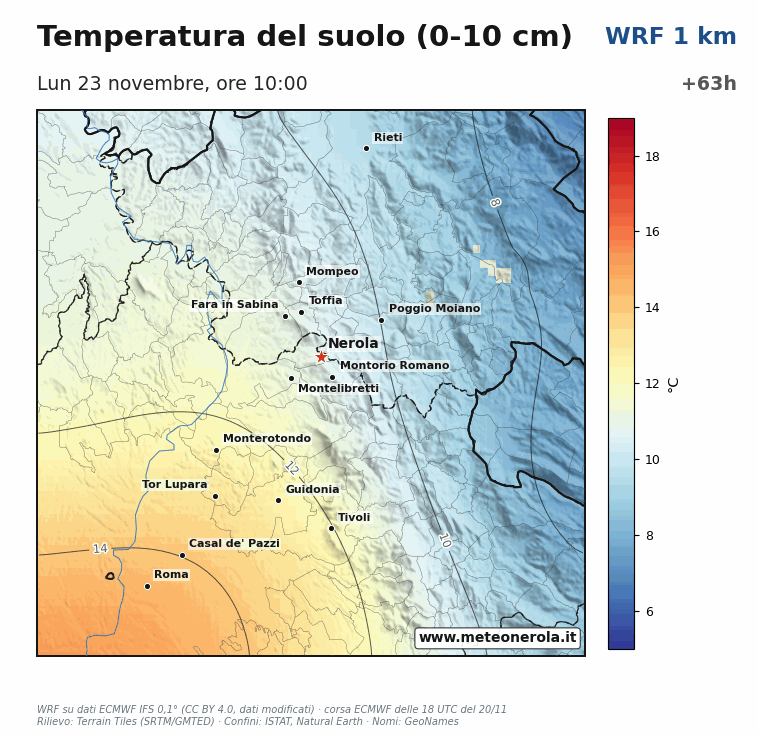 Temperatura del suolo (0-10 cm)
WRF 1 km
Lun 23 novembre, ore 10:00
+63h
Rieti
8
Mompeo
Toffia
Fara in Sabina
Poggio Moiano
Nerola
Montorio Romano
Montelibretti
Monterotondo
12
Tor Lupara
Guidonia
Tivoli
10
14
Casal de' Pazzi
Roma
www.meteonerola.it
18
16
14
12
10
8
6
°C
WRF su dati ECMWF IFS 0,1° (CC BY 4.0, dati modificati) · corsa ECMWF delle 18 UTC del 20/11
Rilievo: Terrain Tiles (SRTM/GMTED) · Confini: ISTAT, Natural Earth · Nomi: GeoNames